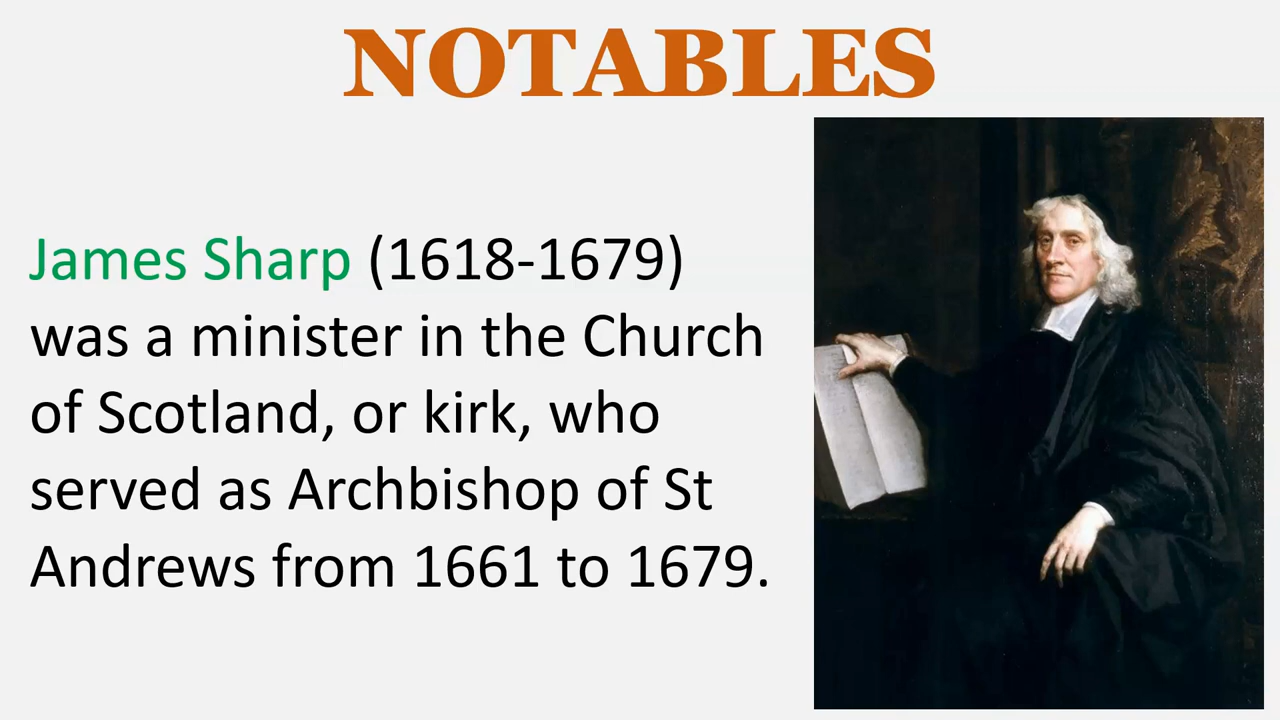 NOTABLES
James Sharp (1618-1679)
was a minister in the Church
of Scotland, or kirk, who
served as Archbishop of St
Andrews from 1661 to 1679.